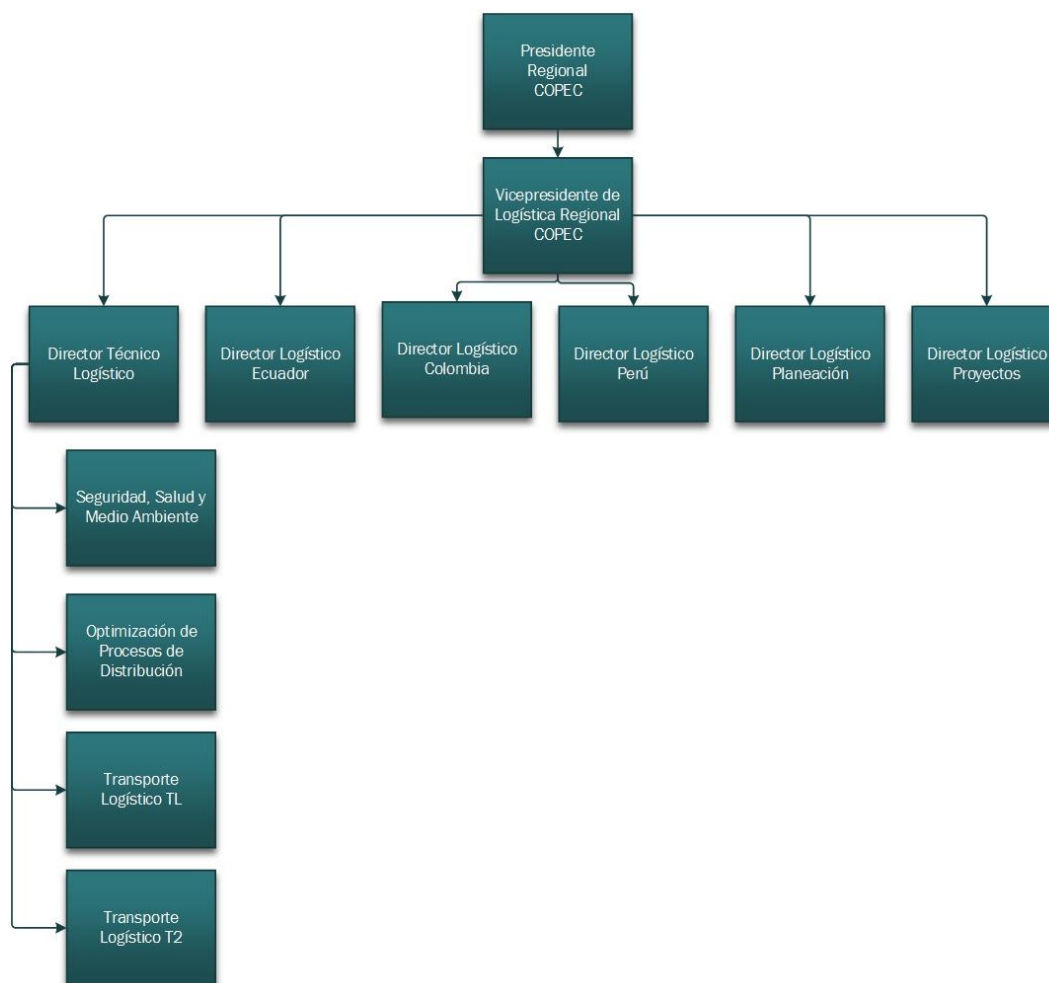 Presidente
Regional
COPEC
Vicepresidente de
Logística Regional
COPEC
Director Técnico
Logístico
Director Logístico
Ecuador
Director Logístico
Colombia
Director Logístico
Perú
Director Logístico
Planeación
Director Logístico
Proyectos
Seguridad, Salud y
Medio Ambiente
Optimización de
Procesos de
Distribución
Transporte
Logístico TL
Transporte
Logístico T2